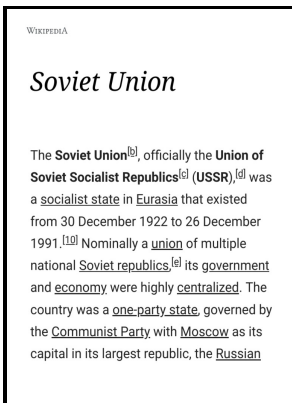 WIKIPEDIA
Soviet Union
The Soviet Union[b], officially the Union of
Soviet Socialist Republics[c] (USSR),[d] was
a socialist state in Eurasia that existed
from 30 December 1922 to 26 December
1991.[10] Nominally a union of multiple
national Soviet republics,[e] its government
and economy were highly centralized. The
country was a one-party state, governed by
the Communist Party with Moscow as its
capital in its largest republic, the Russian